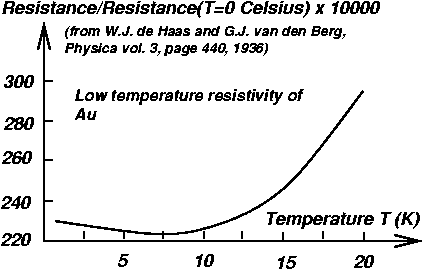 Resistance/Resistance(T=0 Celsius) x 10000
(from W.J. de Haas and G.J. van den Berg,
Physica vol. 3, page 440, 1936)
300
Low temperature resistivity of
Au
280
260
240
Temperature T (K)
220
5 10 15 20